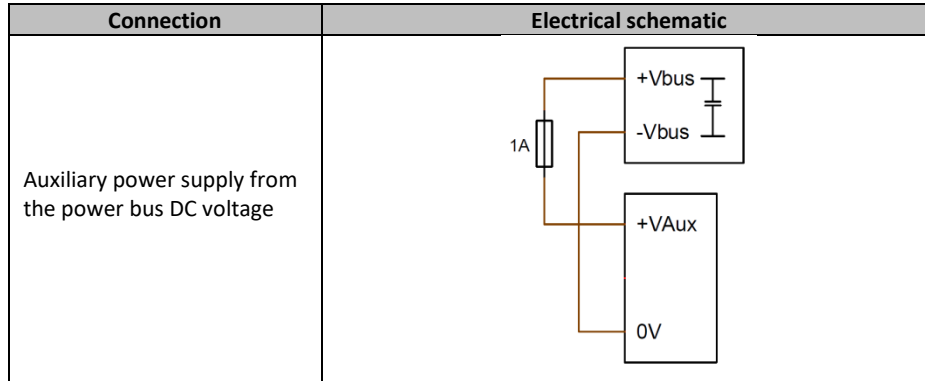 Connection
Electrical schematic
Auxiliary power supply from
the power bus DC voltage
+Vbus
-Vbus
1A
+VAux
0V